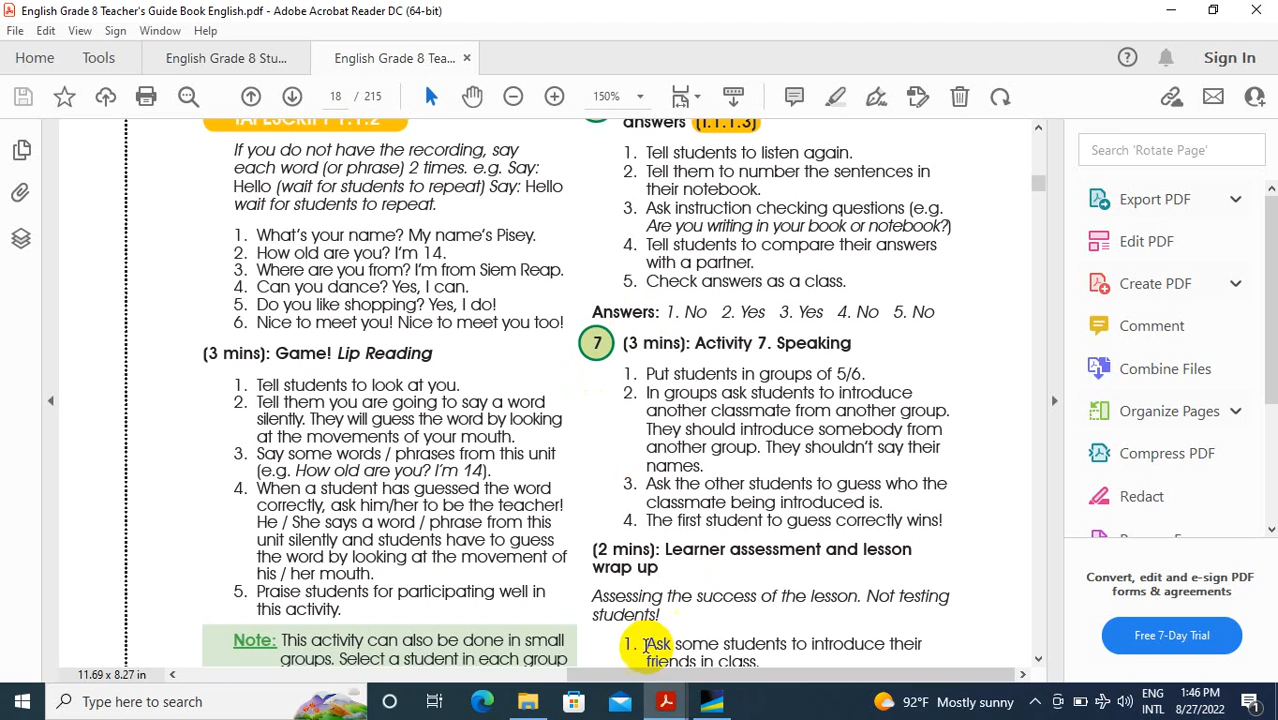 English Grade 8 Teacher's Guide Book English.pdf - Adobe Acrobat Reader DC (64-bit)
File Edit View Sign Window Help
Home Tools English Grade 8 Stu... English Grade 8 Tea... ×
Sign In
18 / 215 150%
TAPESCRIPT 1.1.2
If you do not have the recording, say
each word (or phrase) 2 times. e.g. Say:
Hello (wait for students to repeat) Say: Hello
wait for students to repeat.
1. What's your name? My name's Pisey.
2. How old are you? I'm 14.
3. Where are you from? I'm from Siem Reap.
4. Can you dance? Yes, I can.
5. Do you like shopping? Yes, I do!
6. Nice to meet you! Nice to meet you too!
(3 mins): Game! Lip Reading
1. Tell students to look at you.
2. Tell them you are going to say a word
silently. They will guess the word by looking
at the movements of your mouth.
3. Say some words / phrases from this unit
(e.g. How old are you? I'm 14).
4. When a student has guessed the word
correctly, ask him/her to be the teacher!
He / She says a word / phrase from this
unit silently and students have to guess
the word by looking at the movement of
his / her mouth.
5. Praise students for participating well in
this activity.
Note: This activity can also be done in small
groups. Select a student in each group
answers (1.1.1.3)
1. Tell students to listen again.
2. Tell them to number the sentences in
their notebook.
3. Ask instruction checking questions (e.g.
Are you writing in your book or notebook?)
4. Tell students to compare their answers
with a partner.
5. Check answers as a class.
Answers: 1. No 2. Yes 3. Yes 4. No 5. No
7 (3 mins): Activity 7. Speaking
1. Put students in groups of 5/6.
2. In groups ask students to introduce
another classmate from another group.
They should introduce somebody from
another group. They shouldn't say their
names.
3. Ask the other students to guess who the
classmate being introduced is.
4. The first student to guess correctly wins!
(2 mins): Learner assessment and lesson
wrap up
Assessing the success of the lesson. Not testing
students!
1. Ask some students to introduce their
friends in class.
Search 'Rotate Page'
Export PDF
Edit PDF
Create PDF
Comment
Combine Files
Organize Pages
Compress PDF
Redact
Convert, edit and e-sign PDF
forms & agreements
Free 7-Day Trial
11.69 x 8.27 in
Type here to search
92°F Mostly sunny
ENG
INTL
1:46 PM
8/27/2022
1